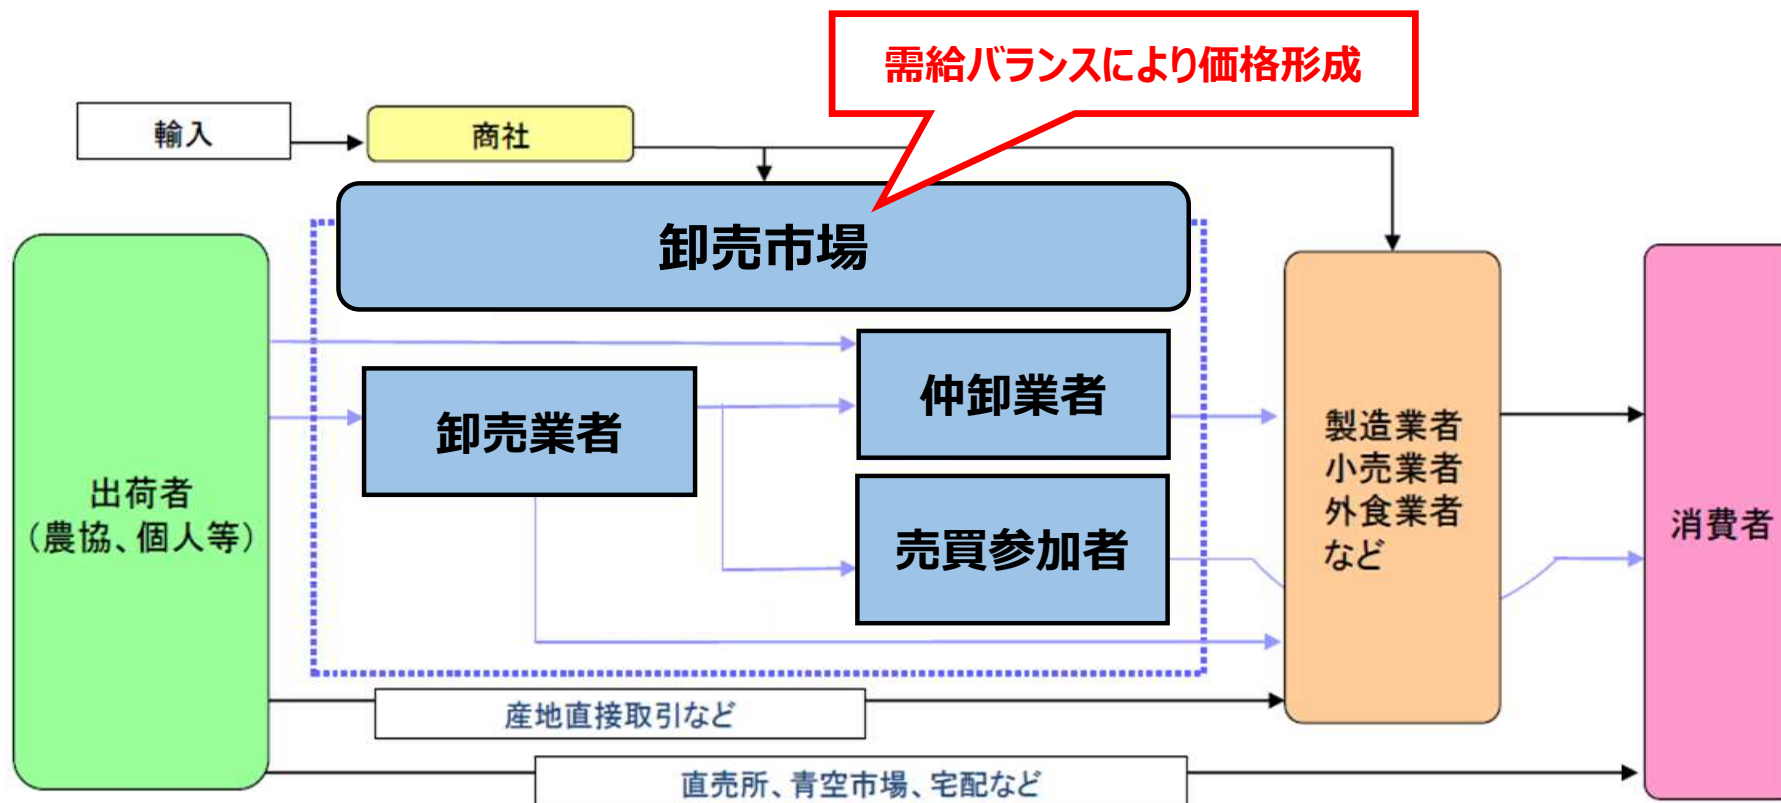 需給バランスにより価格形成
輸入
商社
卸売市場
出荷者
（農協、個人等）
卸売業者
仲卸業者
売買参加者
製造業者
小売業者
外食業者
など
消費者
産地直接取引など
直売所、青空市場、宅配など